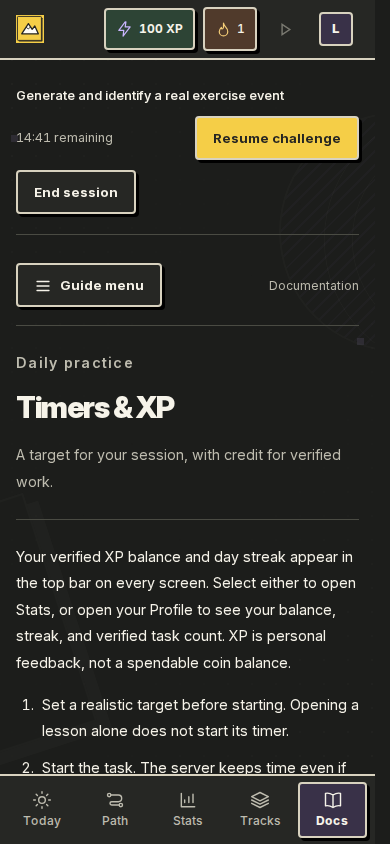 100 XP
1
L
Generate and identify a real exercise event
14:41 remaining
Resume challenge
End session
Guide menu
Documentation
Daily practice
Timers & XP
A target for your session, with credit for verified
work.
Your verified XP balance and day streak appear in
the top bar on every screen. Select either to open
Stats, or open your Profile to see your balance,
streak, and verified task count. XP is personal
feedback, not a spendable coin balance.
1. Set a realistic target before starting. Opening a
lesson alone does not start its timer.
2. Start the task. The server keeps time even if
Today
Path
Stats
Tracks
Docs